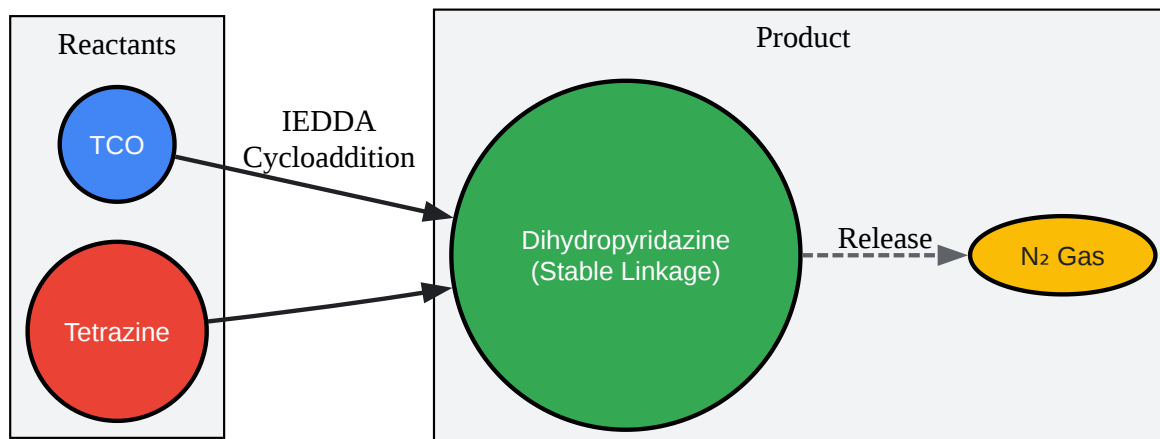 Reactants
TCO
Tetrazine
IEDDA
Cycloaddition
Product
Dihydropyridazine
(Stable Linkage)
Release
N₂ Gas